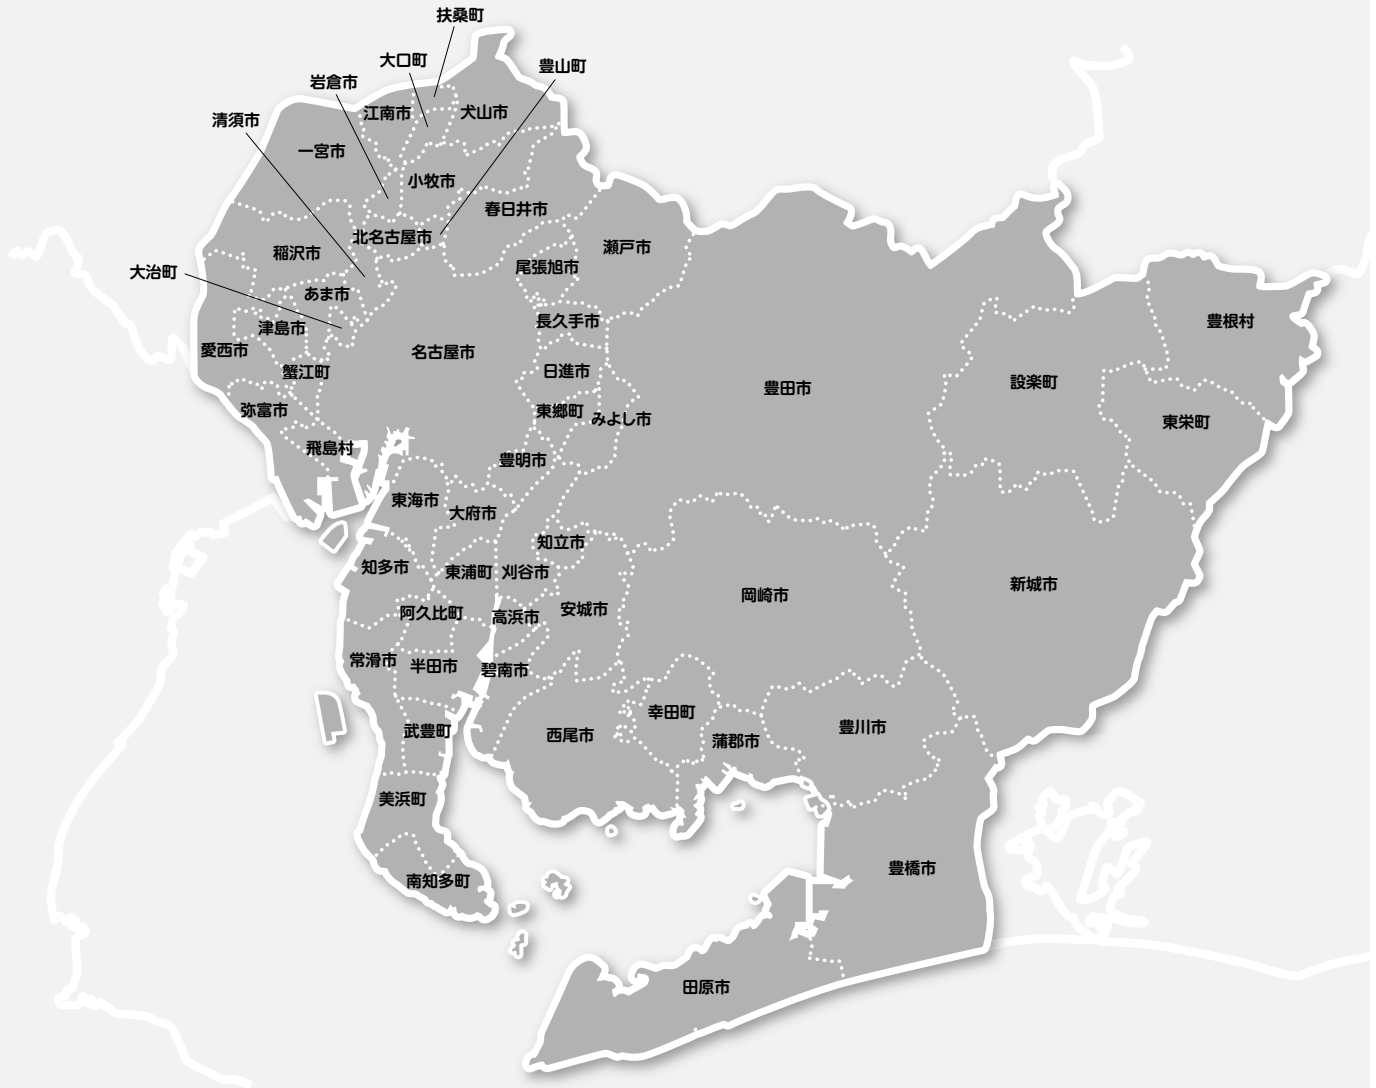 扶桑町
大口町
豊山町
岩倉市
江南市
犬山市
清須市
一宮市
小牧市
春日井市
北名古屋市
瀬戸市
稲沢市
尾張旭市
大治町
あま市
長久手市
豊根村
津島市
愛西市
名古屋市
蟹江町
日進市
設楽町
豊田市
弥富市
東郷町
みよし市
東栄町
飛島村
豊明市
東海市
大府市
知立市
知多市
東浦町
刈谷市
新城市
岡崎市
阿久比町
高浜市
安城市
常滑市
半田市
碧南市
幸田町
武豊町
西尾市
蒲郡市
豊川市
美浜町
豊橋市
南知多町
田原市